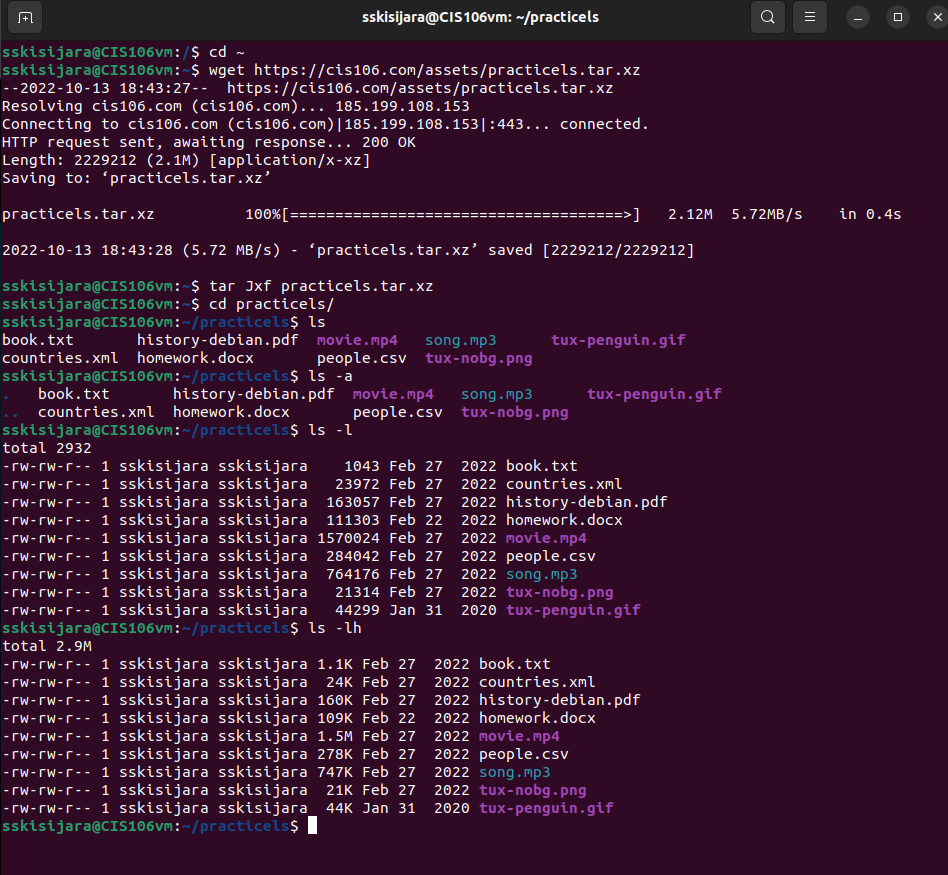 sskisijara@CIS106vm: ~/practicels
sskisijara@CIS106vm:/$ cd ~
sskisijara@CIS106vm:~$ wget https://cis106.com/assets/practicels.tar.xz
--2022-10-13 18:43:27--  https://cis106.com/assets/practicels.tar.xz
Resolving cis106.com (cis106.com)... 185.199.108.153
Connecting to cis106.com (cis106.com)|185.199.108.153|:443... connected.
HTTP request sent, awaiting response... 200 OK
Length: 2229212 (2.1M) [application/x-xz]
Saving to: ‘practicels.tar.xz’
practicels.tar.xz          100%[=====================================>]   2.12M  5.72MB/s    in 0.4s
2022-10-13 18:43:28 (5.72 MB/s) - ‘practicels.tar.xz’ saved [2229212/2229212]
sskisijara@CIS106vm:~$ tar Jxf practicels.tar.xz
sskisijara@CIS106vm:~$ cd practicels/
sskisijara@CIS106vm:~/practicels$ ls
book.txt       history-debian.pdf  movie.mp4   song.mp3      tux-penguin.gif
countries.xml  homework.docx       people.csv  tux-nobg.png
sskisijara@CIS106vm:~/practicels$ ls -a
.   book.txt       history-debian.pdf  movie.mp4   song.mp3      tux-penguin.gif
..  countries.xml  homework.docx       people.csv  tux-nobg.png
sskisijara@CIS106vm:~/practicels$ ls -l
total 2932
-rw-rw-r-- 1 sskisijara sskisijara    1043 Feb 27  2022 book.txt
-rw-rw-r-- 1 sskisijara sskisijara   23972 Feb 27  2022 countries.xml
-rw-rw-r-- 1 sskisijara sskisijara  163057 Feb 27  2022 history-debian.pdf
-rw-rw-r-- 1 sskisijara sskisijara  111303 Feb 22  2022 homework.docx
-rw-rw-r-- 1 sskisijara sskisijara 1570024 Feb 27  2022 movie.mp4
-rw-rw-r-- 1 sskisijara sskisijara  284042 Feb 27  2022 people.csv
-rw-rw-r-- 1 sskisijara sskisijara  764176 Feb 27  2022 song.mp3
-rw-rw-r-- 1 sskisijara sskisijara   21314 Feb 27  2022 tux-nobg.png
-rw-rw-r-- 1 sskisijara sskisijara   44299 Jan 31  2020 tux-penguin.gif
sskisijara@CIS106vm:~/practicels$ ls -lh
total 2.9M
-rw-rw-r-- 1 sskisijara sskisijara 1.1K Feb 27  2022 book.txt
-rw-rw-r-- 1 sskisijara sskisijara  24K Feb 27  2022 countries.xml
-rw-rw-r-- 1 sskisijara sskisijara 160K Feb 27  2022 history-debian.pdf
-rw-rw-r-- 1 sskisijara sskisijara 109K Feb 22  2022 homework.docx
-rw-rw-r-- 1 sskisijara sskisijara 1.5M Feb 27  2022 movie.mp4
-rw-rw-r-- 1 sskisijara sskisijara 278K Feb 27  2022 people.csv
-rw-rw-r-- 1 sskisijara sskisijara 747K Feb 27  2022 song.mp3
-rw-rw-r-- 1 sskisijara sskisijara  21K Feb 27  2022 tux-nobg.png
-rw-rw-r-- 1 sskisijara sskisijara  44K Jan 31  2020 tux-penguin.gif
sskisijara@CIS106vm:~/practicels$